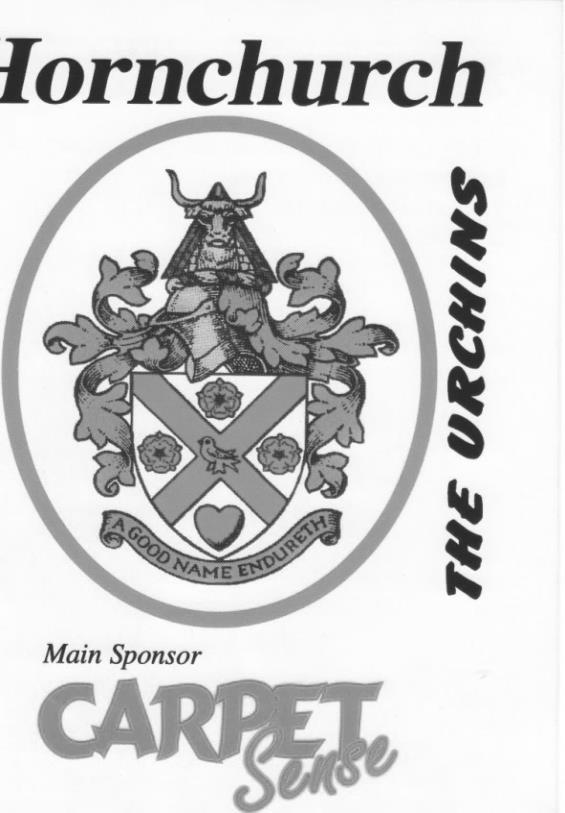 Hornchurch
THE URCHINS
A GOOD NAME ENDURETH
Main Sponsor
CARPET
Sense